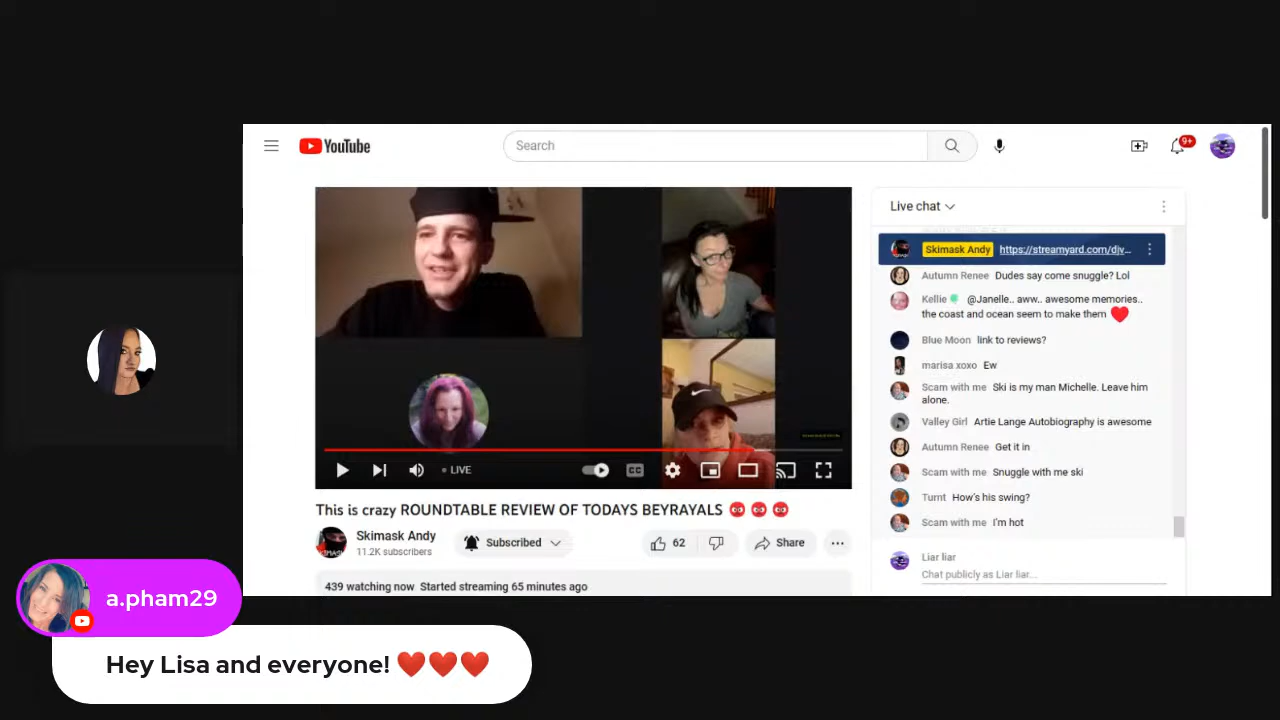 YouTube
Search
9+
LIVE
CC
This is crazy ROUNDTABLE REVIEW OF TODAYS BEYRAYALS
Skimask Andy
11.2K subscribers
Subscribed
62
Share
439 watching now Started streaming 65 minutes ago
Live chat
Skimask Andy https://streamyard.com/djv...
Autumn Renee Dudes say come snuggle? Lol
Kellie @Janelle.. aww.. awesome memories..
the coast and ocean seem to make them
Blue Moon link to reviews?
marisa xoxo Ew
Scam with me Ski is my man Michelle. Leave him
alone.
Valley Girl Artie Lange Autobiography is awesome
Autumn Renee Get it in
Scam with me Snuggle with me ski
Turnt How's his swing?
Scam with me I'm hot
Liar liar
Chat publicly as Liar liar...
a.pham29
Hey Lisa and everyone! ❤️❤️❤️